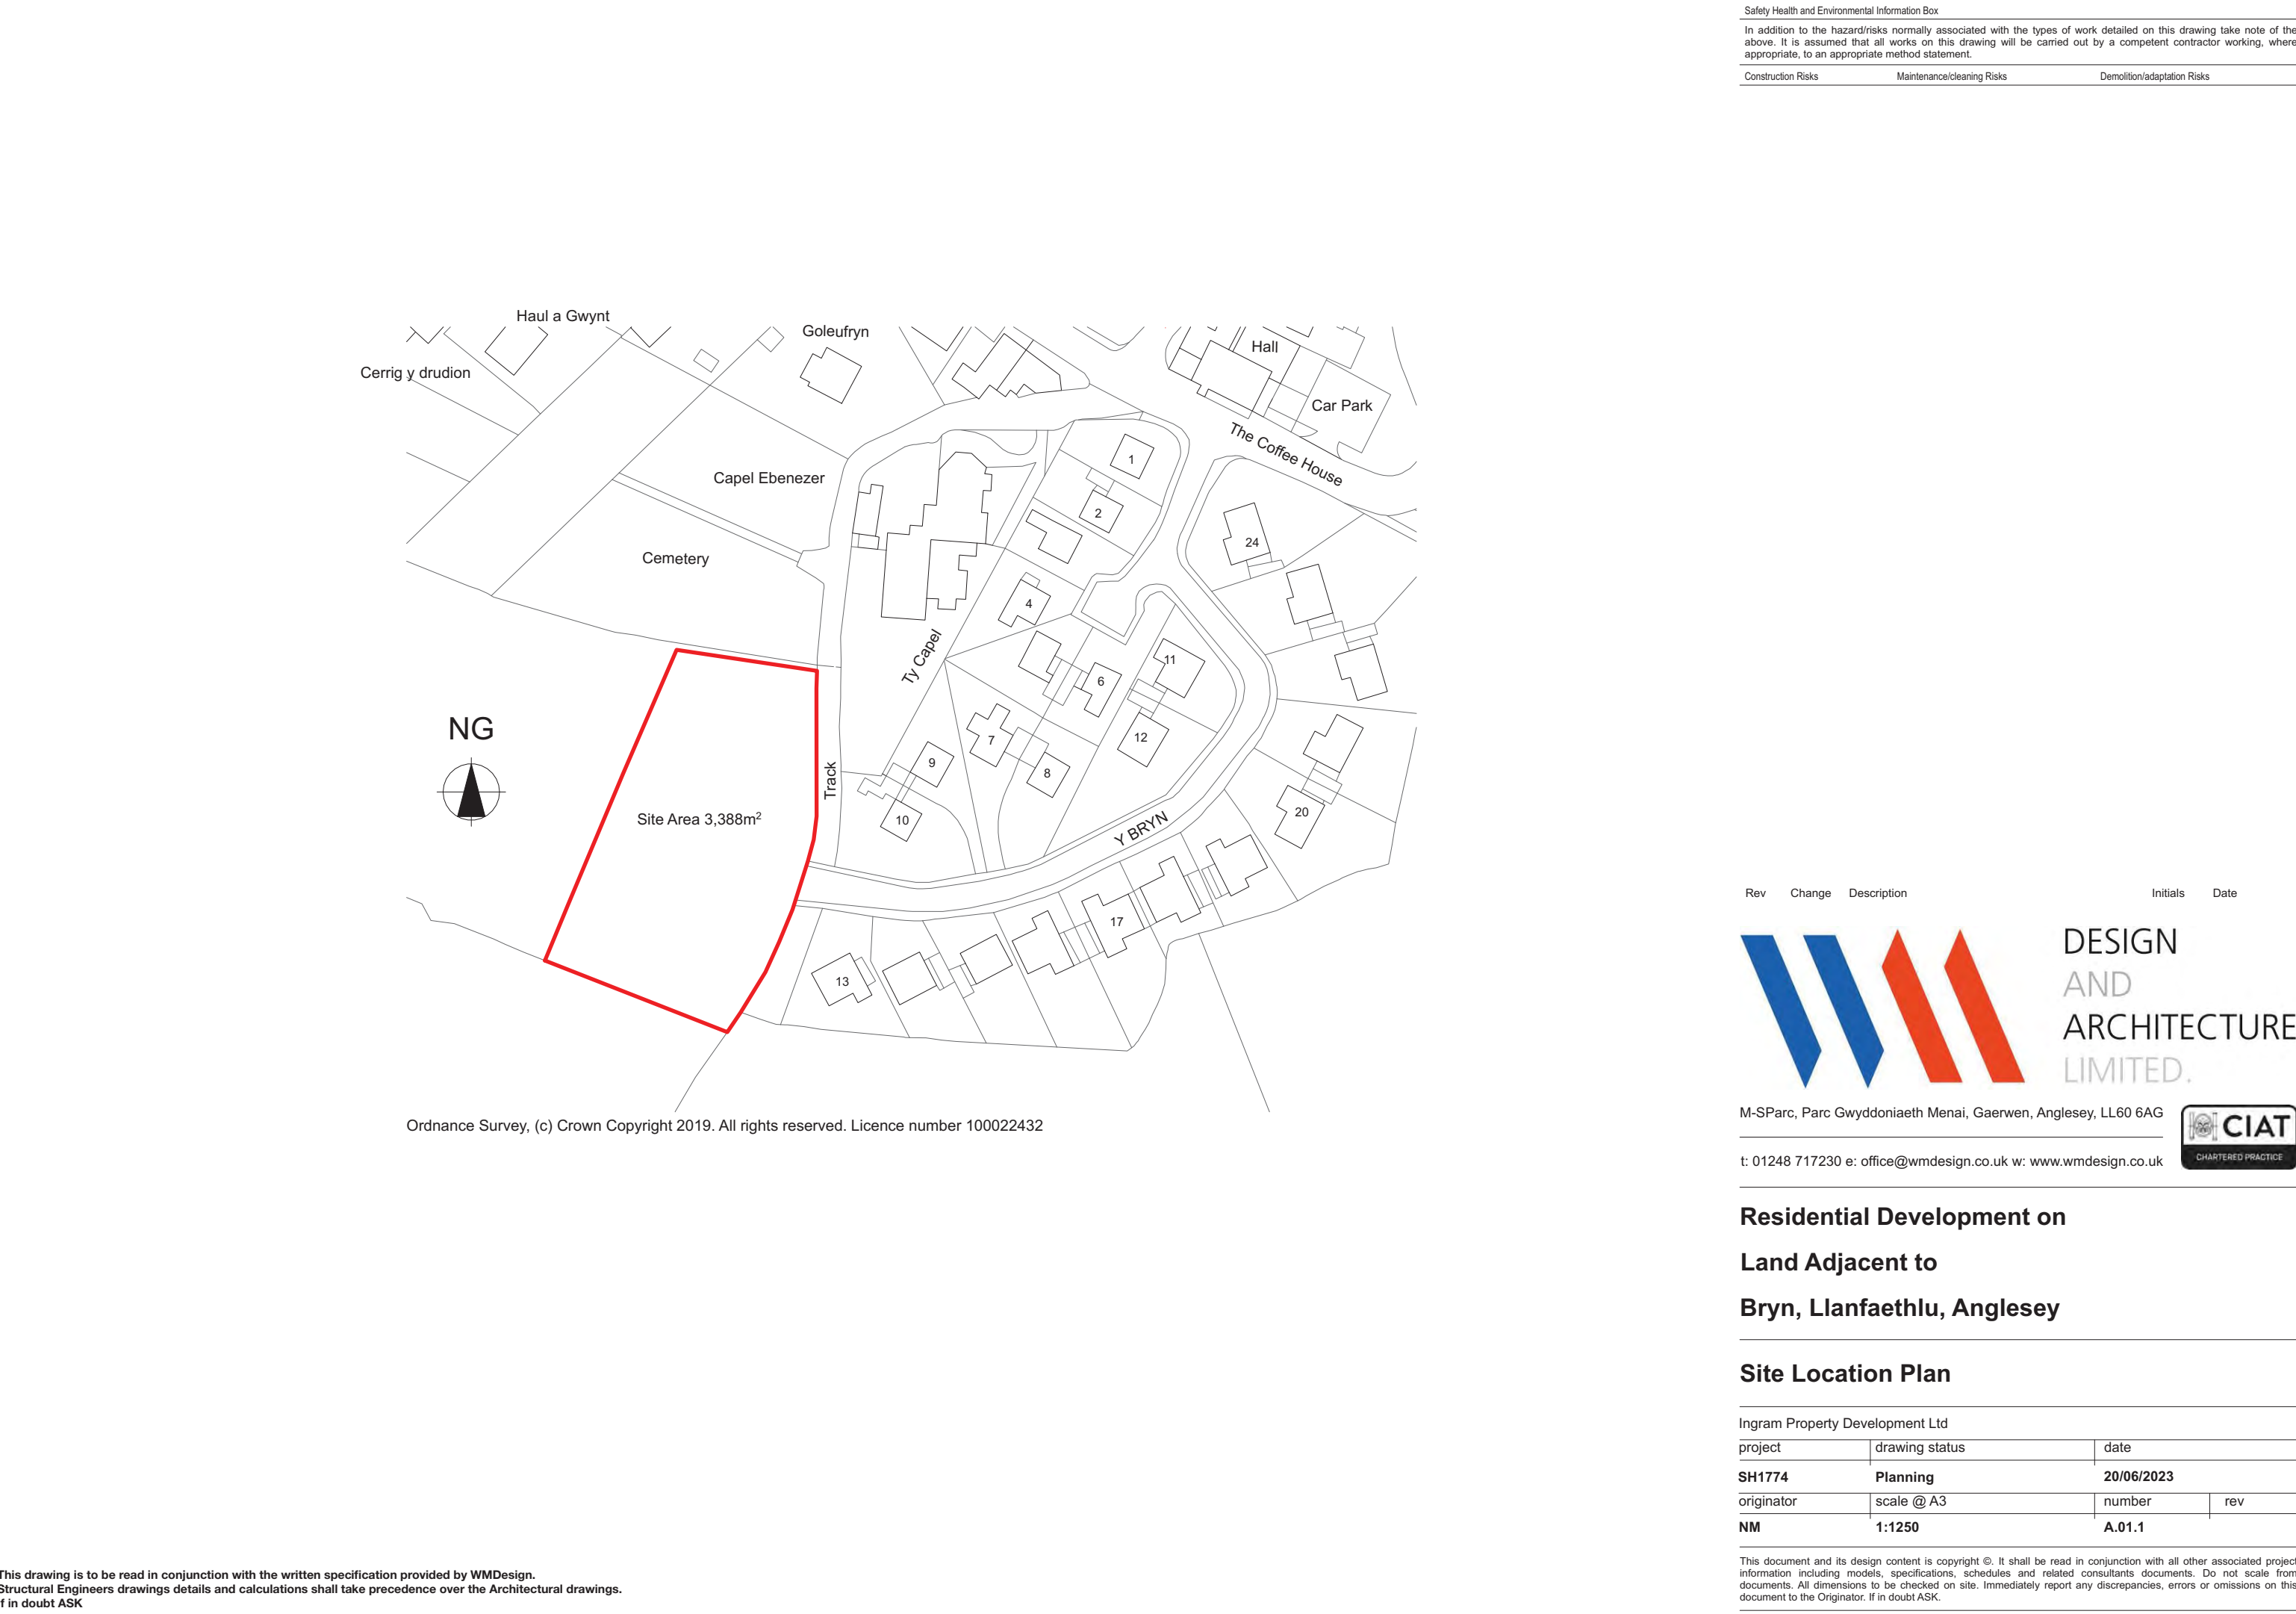 Safety Health and Environmental Information Box
In addition to the hazard/risks normally associated with the types of work detailed on this drawing take note of the
above. It is assumed that all works on this drawing will be carried out by a competent contractor working, where
appropriate, to an appropriate method statement.
Construction Risks Maintenance/cleaning Risks Demolition/adaptation Risks
Haul a Gwynt
Goleufryn
Hall
Cerrig y drudion
Car Park
The Coffee House
1
Capel Ebenezer
2
24
Cemetery
4
Ty Capel
11
6
NG
12
7
9
8
Track
20
Site Area 3,388m²
10
Y BRYN
17
13
Ordnance Survey, (c) Crown Copyright 2019. All rights reserved. Licence number 100022432
Rev Change Description Initials Date
DESIGN
AND
ARCHITECTURE
LIMITED.
M-SParc, Parc Gwyddoniaeth Menai, Gaerwen, Anglesey, LL60 6AG
CIAT
CHARTERED PRACTICE
t: 01248 717230 e: office@wmdesign.co.uk w: www.wmdesign.co.uk
Residential Development on
Land Adjacent to
Bryn, Llanfaethlu, Anglesey
Site Location Plan
Ingram Property Development Ltd
project drawing status date
SH1774 Planning 20/06/2023
originator scale @ A3 number rev
NM 1:1250 A.01.1
This document and its design content is copyright ©. It shall be read in conjunction with all other associated project
information including models, specifications, schedules and related consultants documents. Do not scale from
documents. All dimensions to be checked on site. Immediately report any discrepancies, errors or omissions on this
document to the Originator. If in doubt ASK.
This drawing is to be read in conjunction with the written specification provided by WMDesign.
Structural Engineers drawings details and calculations shall take precedence over the Architectural drawings.
If in doubt ASK